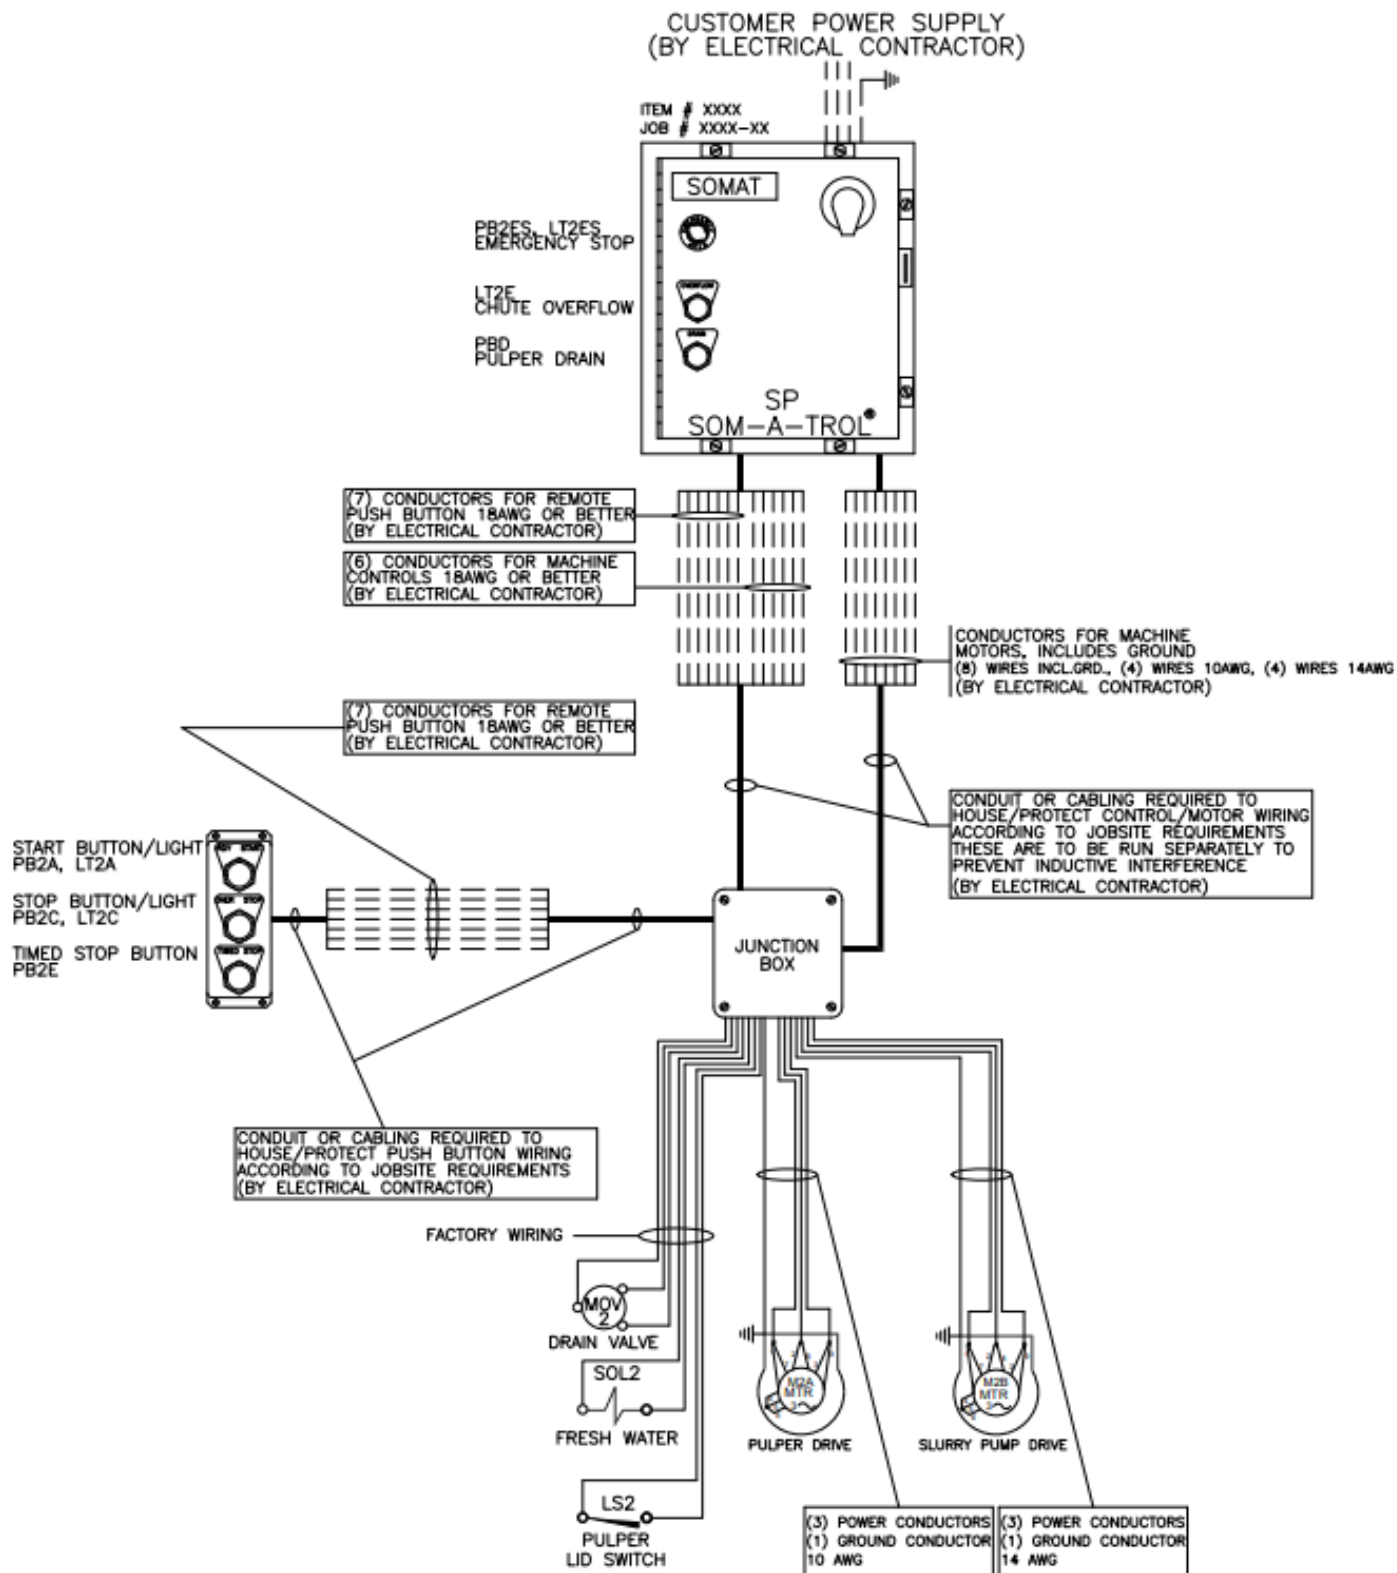 CUSTOMER POWER SUPPLY
(BY ELECTRICAL CONTRACTOR)
ITEM # XXXX
JOB # XXXX-XX
SOMAT
PB2ES, LT2ES
EMERGENCY STOP
LT2E
CHUTE OVERFLOW
OVERFLOW
PBD
PULPER DRAIN
DRAIN
SP
SOM-A-TROL®
(7) CONDUCTORS FOR REMOTE
PUSH BUTTON 18AWG OR BETTER
(BY ELECTRICAL CONTRACTOR)
(6) CONDUCTORS FOR MACHINE
CONTROLS 18AWG OR BETTER
(BY ELECTRICAL CONTRACTOR)
CONDUCTORS FOR MACHINE
MOTORS, INCLUDES GROUND
(8) WIRES INCL.GRD., (4) WIRES 10AWG, (4) WIRES 14AWG
(BY ELECTRICAL CONTRACTOR)
(7) CONDUCTORS FOR REMOTE
PUSH BUTTON 18AWG OR BETTER
(BY ELECTRICAL CONTRACTOR)
CONDUIT OR CABLING REQUIRED TO
HOUSE/PROTECT CONTROL/MOTOR WIRING
ACCORDING TO JOBSITE REQUIREMENTS
THESE ARE TO BE RUN SEPARATELY TO
PREVENT INDUCTIVE INTERFERENCE
(BY ELECTRICAL CONTRACTOR)
START BUTTON/LIGHT
PB2A, LT2A
START
STOP BUTTON/LIGHT
PB2C, LT2C
STOP
TIMED STOP BUTTON
PB2E
TIMED STOP
JUNCTION
BOX
CONDUIT OR CABLING REQUIRED TO
HOUSE/PROTECT PUSH BUTTON WIRING
ACCORDING TO JOBSITE REQUIREMENTS
(BY ELECTRICAL CONTRACTOR)
FACTORY WIRING
MOV
2
DRAIN VALVE
SOL2
FRESH WATER
LS2
PULPER
LID SWITCH
M2A
MTR
3
PULPER DRIVE
M2B
MTR
3
SLURRY PUMP DRIVE
(3) POWER CONDUCTORS
(1) GROUND CONDUCTOR
10 AWG
(3) POWER CONDUCTORS
(1) GROUND CONDUCTOR
14 AWG